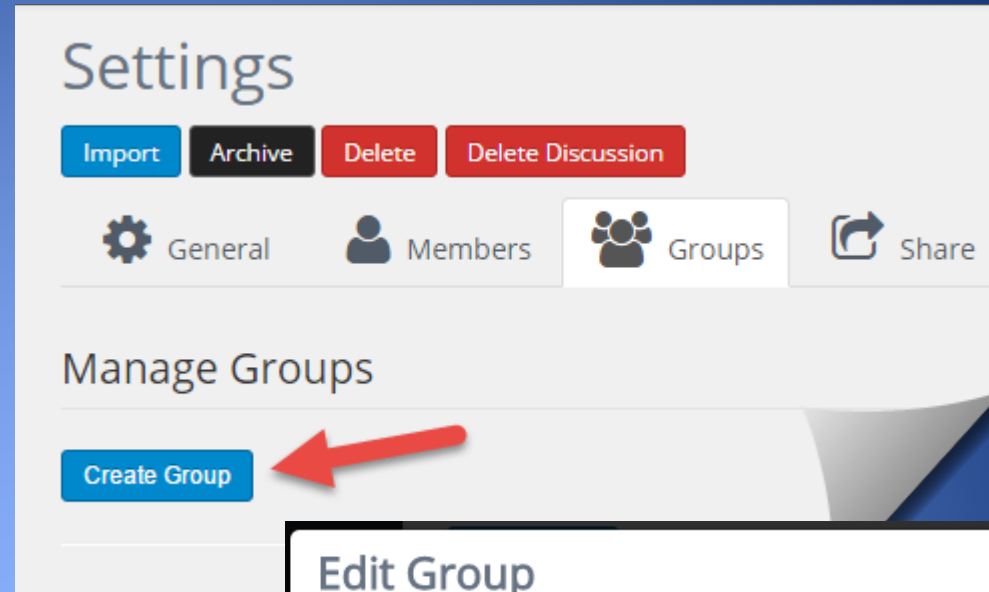 Settings
Import Archive Delete Delete Discussion
General Members Groups Share
Manage Groups
Create Group
Edit Group